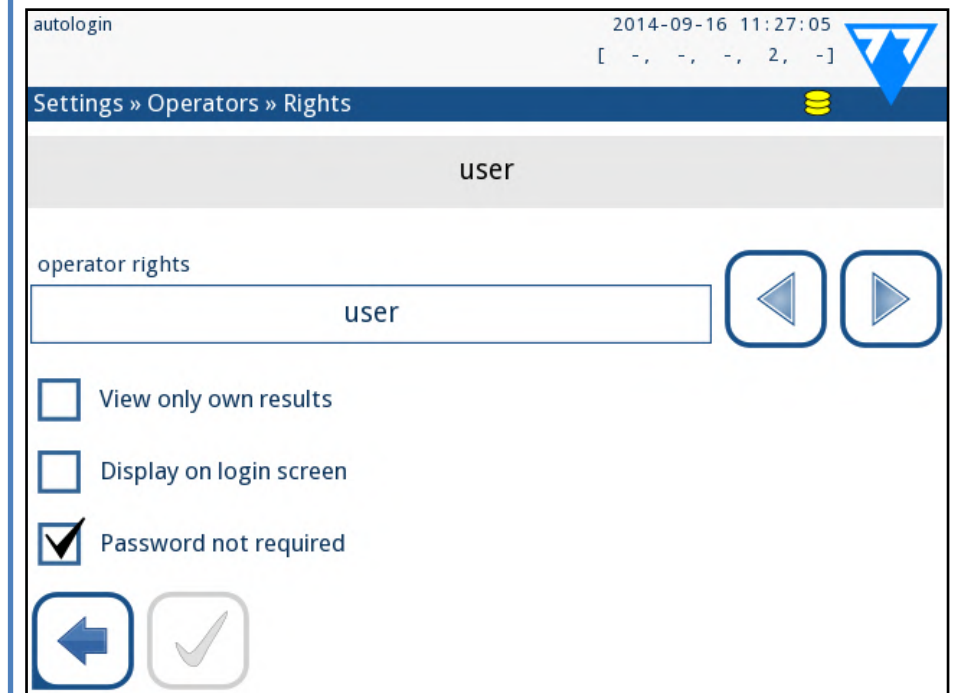 autologin 2014-09-16 11:27:05
[ -, -, -, 2, -]
Settings » Operators » Rights
user
operator rights
user
View only own results
Display on login screen
Password not required